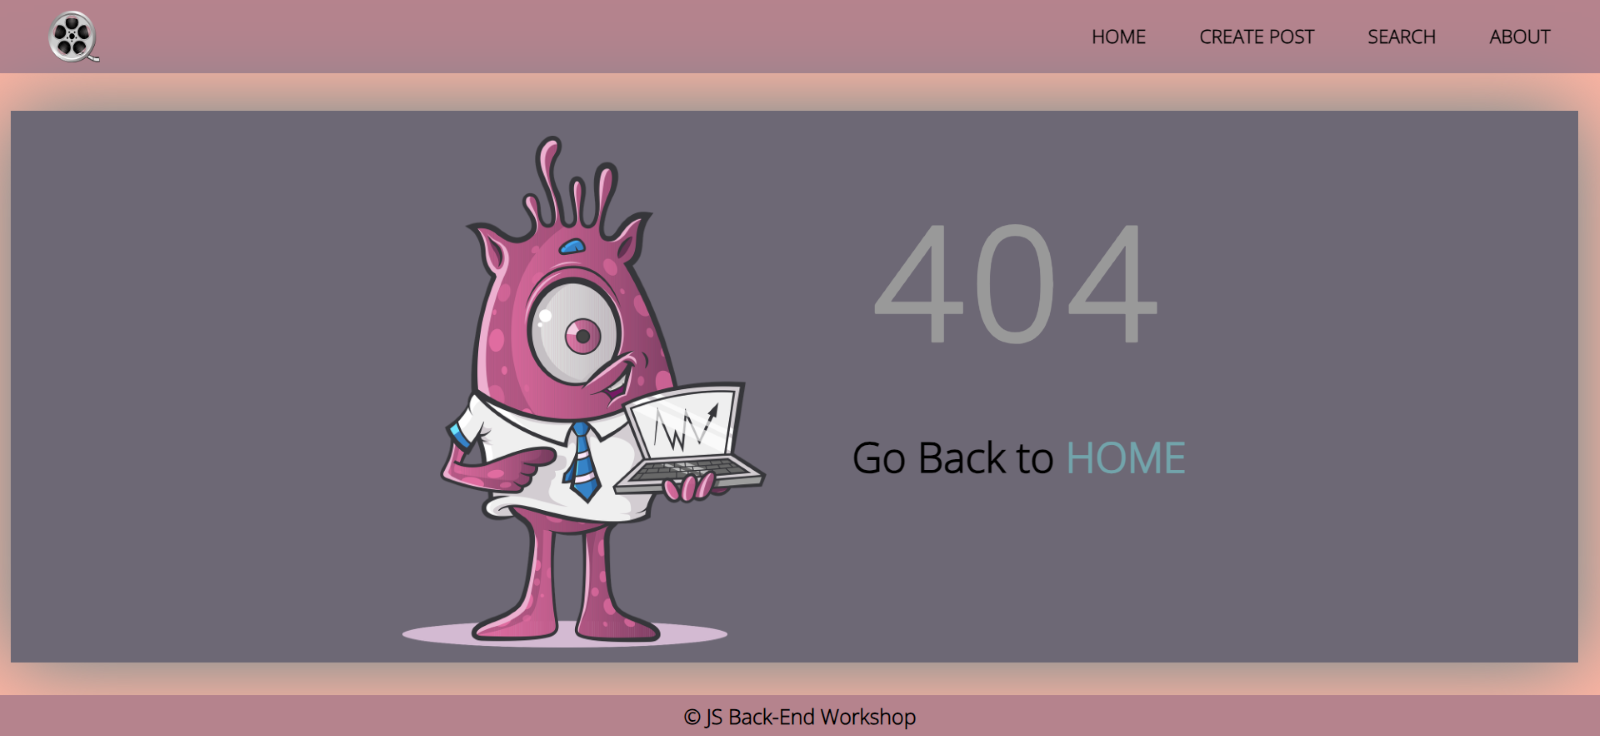 HOME CREATE POST SEARCH ABOUT
404
Go Back to HOME
© JS Back-End Workshop